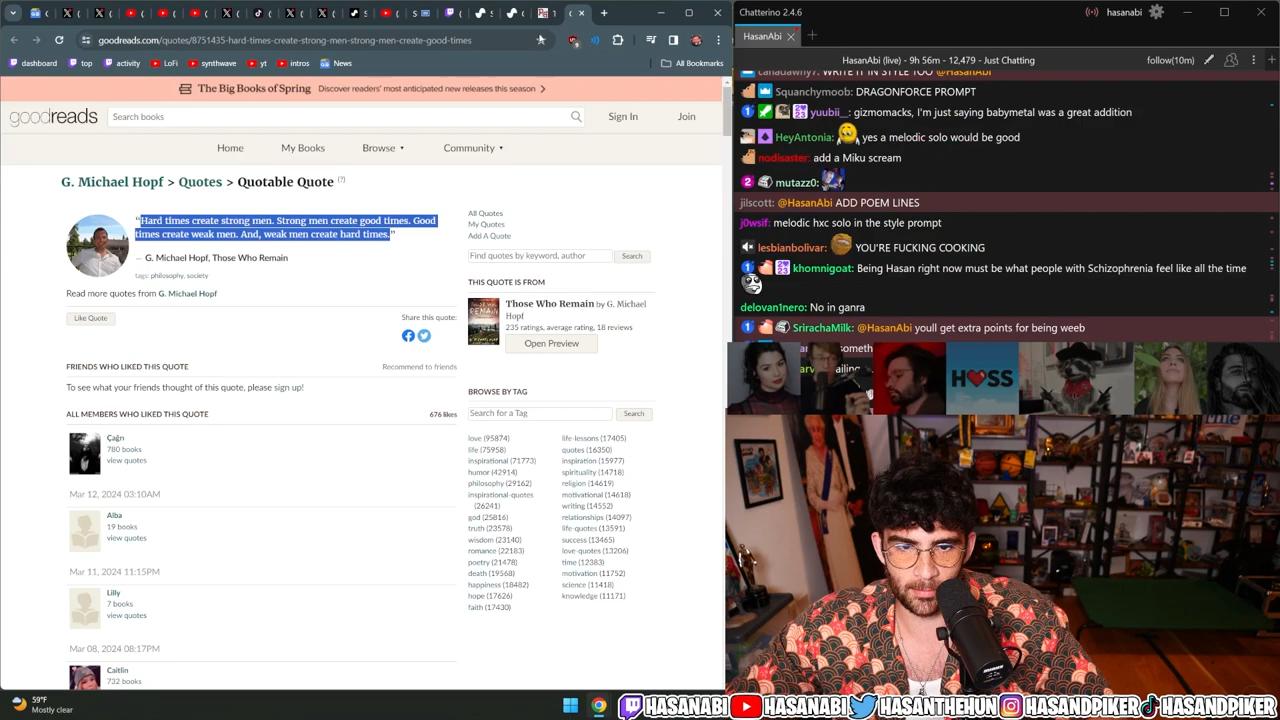 goodreads.com/quotes/8751435-hard-times-create-strong-men-strong-men-create-good-times
dashboard
top
activity
LoFi
synthwave
yt
intros
News
All Bookmarks
The Big Books of Spring
Discover readers' most anticipated new releases this season
goodreads
Search books
Sign In
Join
Home
My Books
Browse
Community
G. Michael Hopf > Quotes > Quotable Quote (?)
“Hard times create strong men. Strong men create good times. Good
times create weak men. And, weak men create hard times.”
― G. Michael Hopf, Those Who Remain
tags: philosophy, society
Read more quotes from G. Michael Hopf
Like Quote
Share this quote:
FRIENDS WHO LIKED THIS QUOTE
Recommend to friends
To see what your friends thought of this quote, please sign up!
ALL MEMBERS WHO LIKED THIS QUOTE
676 likes
Çağrı
780 books
view quotes
Mar 12, 2024 03:10AM
Alba
19 books
view quotes
Mar 11, 2024 11:15PM
Lilly
7 books
view quotes
Mar 08, 2024 08:17PM
Caitlin
732 books
All Quotes
My Quotes
Add A Quote
Find quotes by keyword, author
Search
THIS QUOTE IS FROM
Those Who Remain by G. Michael
Hopf
235 ratings, average rating, 18 reviews
Open Preview
BROWSE BY TAG
Search for a Tag
Search
love (95874)
life (75958)
inspirational (71773)
humor (42914)
philosophy (29162)
inspirational-quotes
(26241)
god (25816)
truth (23578)
wisdom (23140)
romance (22183)
poetry (21478)
death (19568)
happiness (18482)
hope (17626)
faith (17430)
life-lessons (17405)
quotes (16350)
inspiration (15977)
spirituality (14718)
religion (14619)
motivational (14618)
writing (14552)
relationships (14097)
life-quotes (13591)
success (13465)
love-quotes (13206)
time (12383)
motivation (11752)
science (11418)
knowledge (11171)
59°F
Mostly clear
Chatterino 2.4.6
hasanabi
HasanAbi
HasanAbi (live) - 9h 56m - 12,479 - Just Chatting
follow(10m)
WRITE IT IN STYLE TOO @HasanAbi
Squanchymoob: DRAGONFORCE PROMPT
yuubii__: gizmomacks, I'm just saying babymetal was a great addition
HeyAntonia: yes a melodic solo would be good
nodisaster: add a Miku scream
mutazz0:
jilscott: @HasanAbi ADD POEM LINES
j0wsif: melodic hxc solo in the style prompt
lesbianbolivar: YOU'RE FUCKING COOKING
khomnigoat: Being Hasan right now must be what people with Schizophrenia feel like all the time
delovan1nero: No in ganra
SrirachaMilk: @HasanAbi youll get extra points for being weeb
H❤SS
HASANABI
HASANABI
HASANTHEHUN
HASANDPIKER
HASANDPIKER